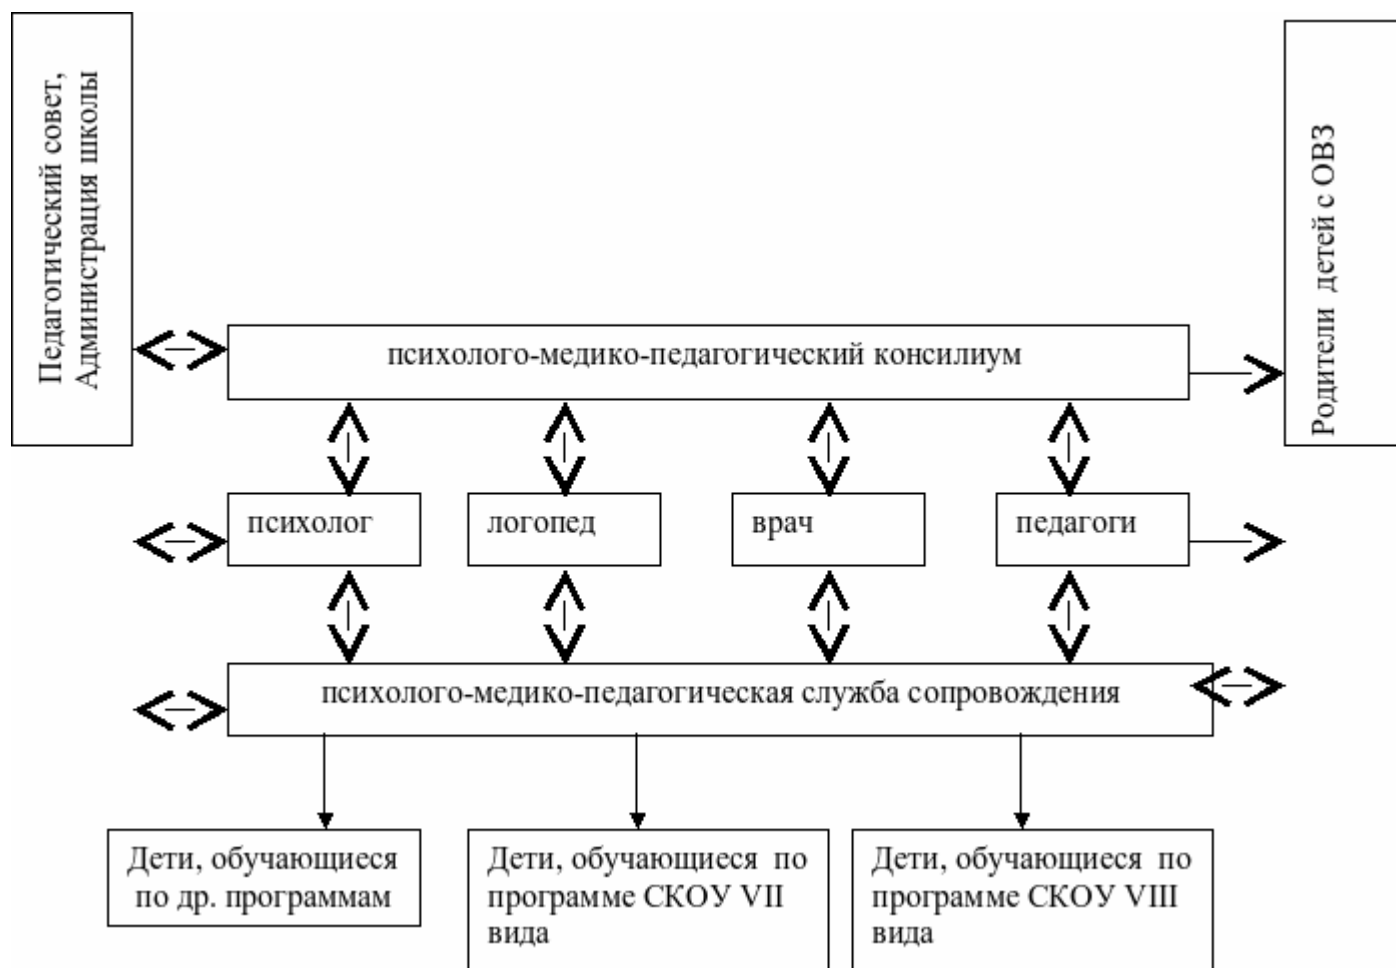 Педагогический совет,
Администрация школы
Родители детей с ОВЗ
психолого-медико-педагогический консилиум
психолог
логопед
врач
педагоги
психолого-медико-педагогическая служба сопровождения
Дети, обучающиеся
по др. программам
Дети, обучающиеся по
программе СКОУ VII
вида
Дети, обучающиеся по
программе СКОУ VIII
вида